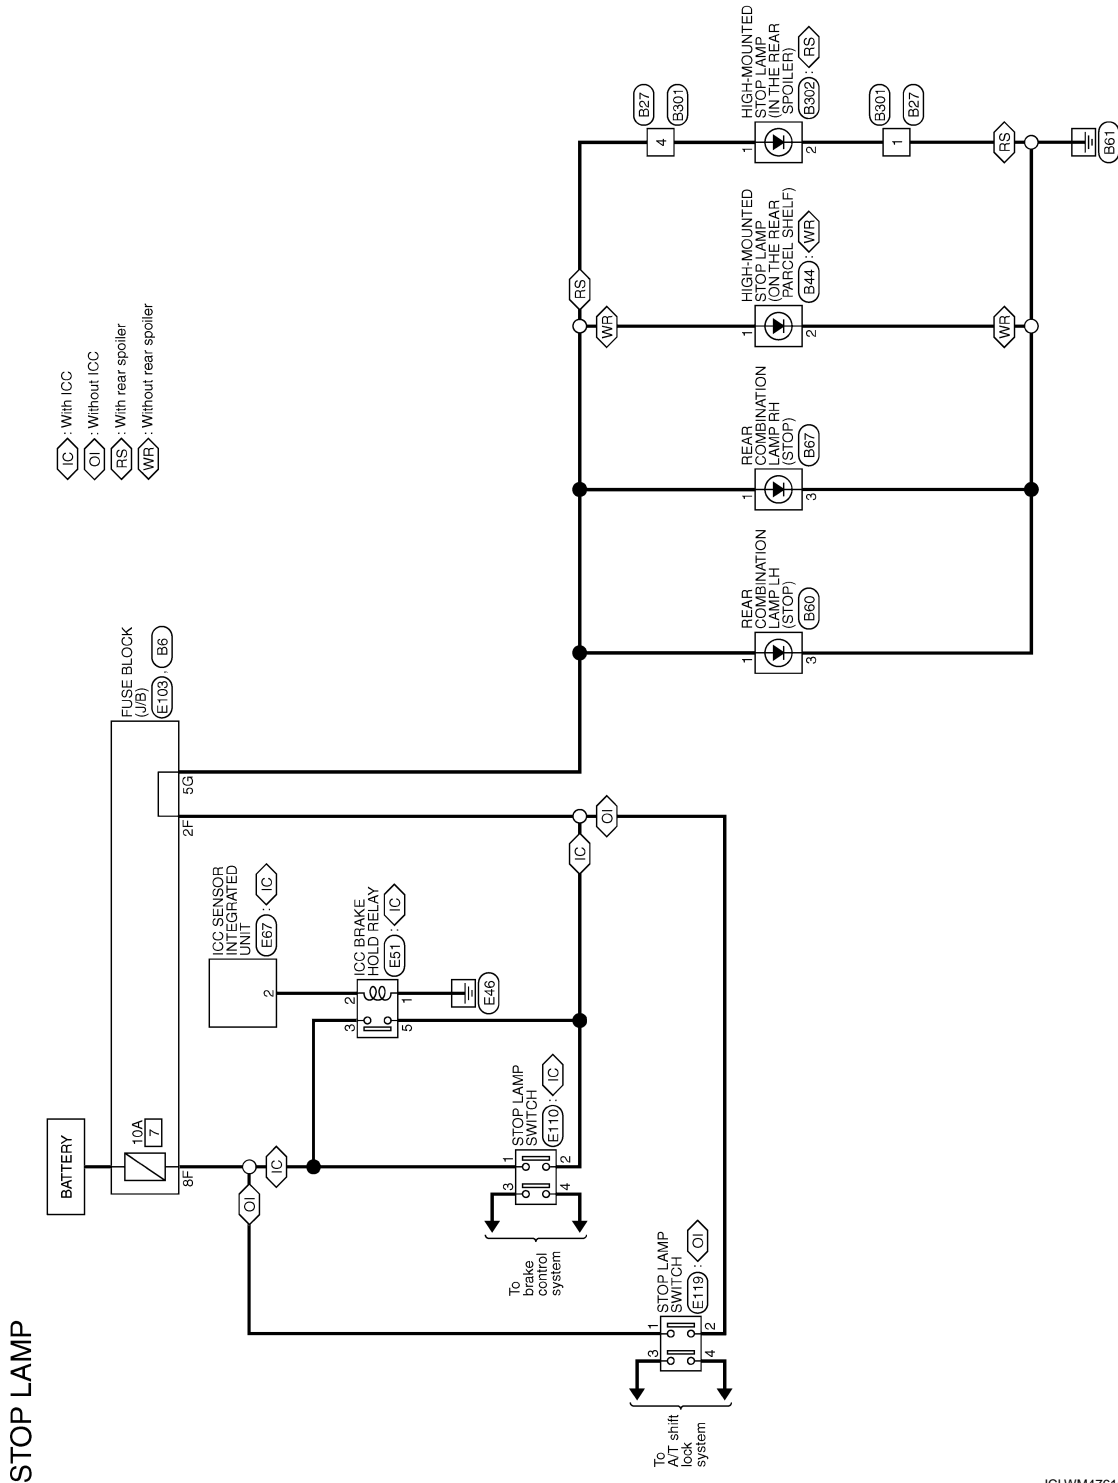 STOP LAMP
BATTERY
10A
7
8F
FUSE BLOCK
(J/B)
E103 , B6
2F
5G
IC : With ICC
OI : Without ICC
RS : With rear spoiler
WR : Without rear spoiler
OI
IC
ICC SENSOR
INTEGRATED
UNIT
E67 : IC
2
ICC BRAKE
HOLD RELAY
E51 : IC
2
3
1
5
E46
STOP LAMP
SWITCH
E110 : IC
1
3
2
4
To
brake
control
system
IC
OI
STOP LAMP
SWITCH
E119 : OI
1
3
2
4
To
A/T shift
lock
system
RS
WR
B27
4
B301
REAR
COMBINATION
LAMP LH
(STOP)
B60
1
3
REAR
COMBINATION
LAMP RH
(STOP)
B67
1
3
HIGH-MOUNTED
STOP LAMP
(ON THE REAR
PARCEL SHELF)
B44 : WR
1
2
HIGH-MOUNTED
STOP LAMP
(IN THE REAR
SPOILER)
B302 : RS
1
2
B301
1
B27
WR
RS
B61